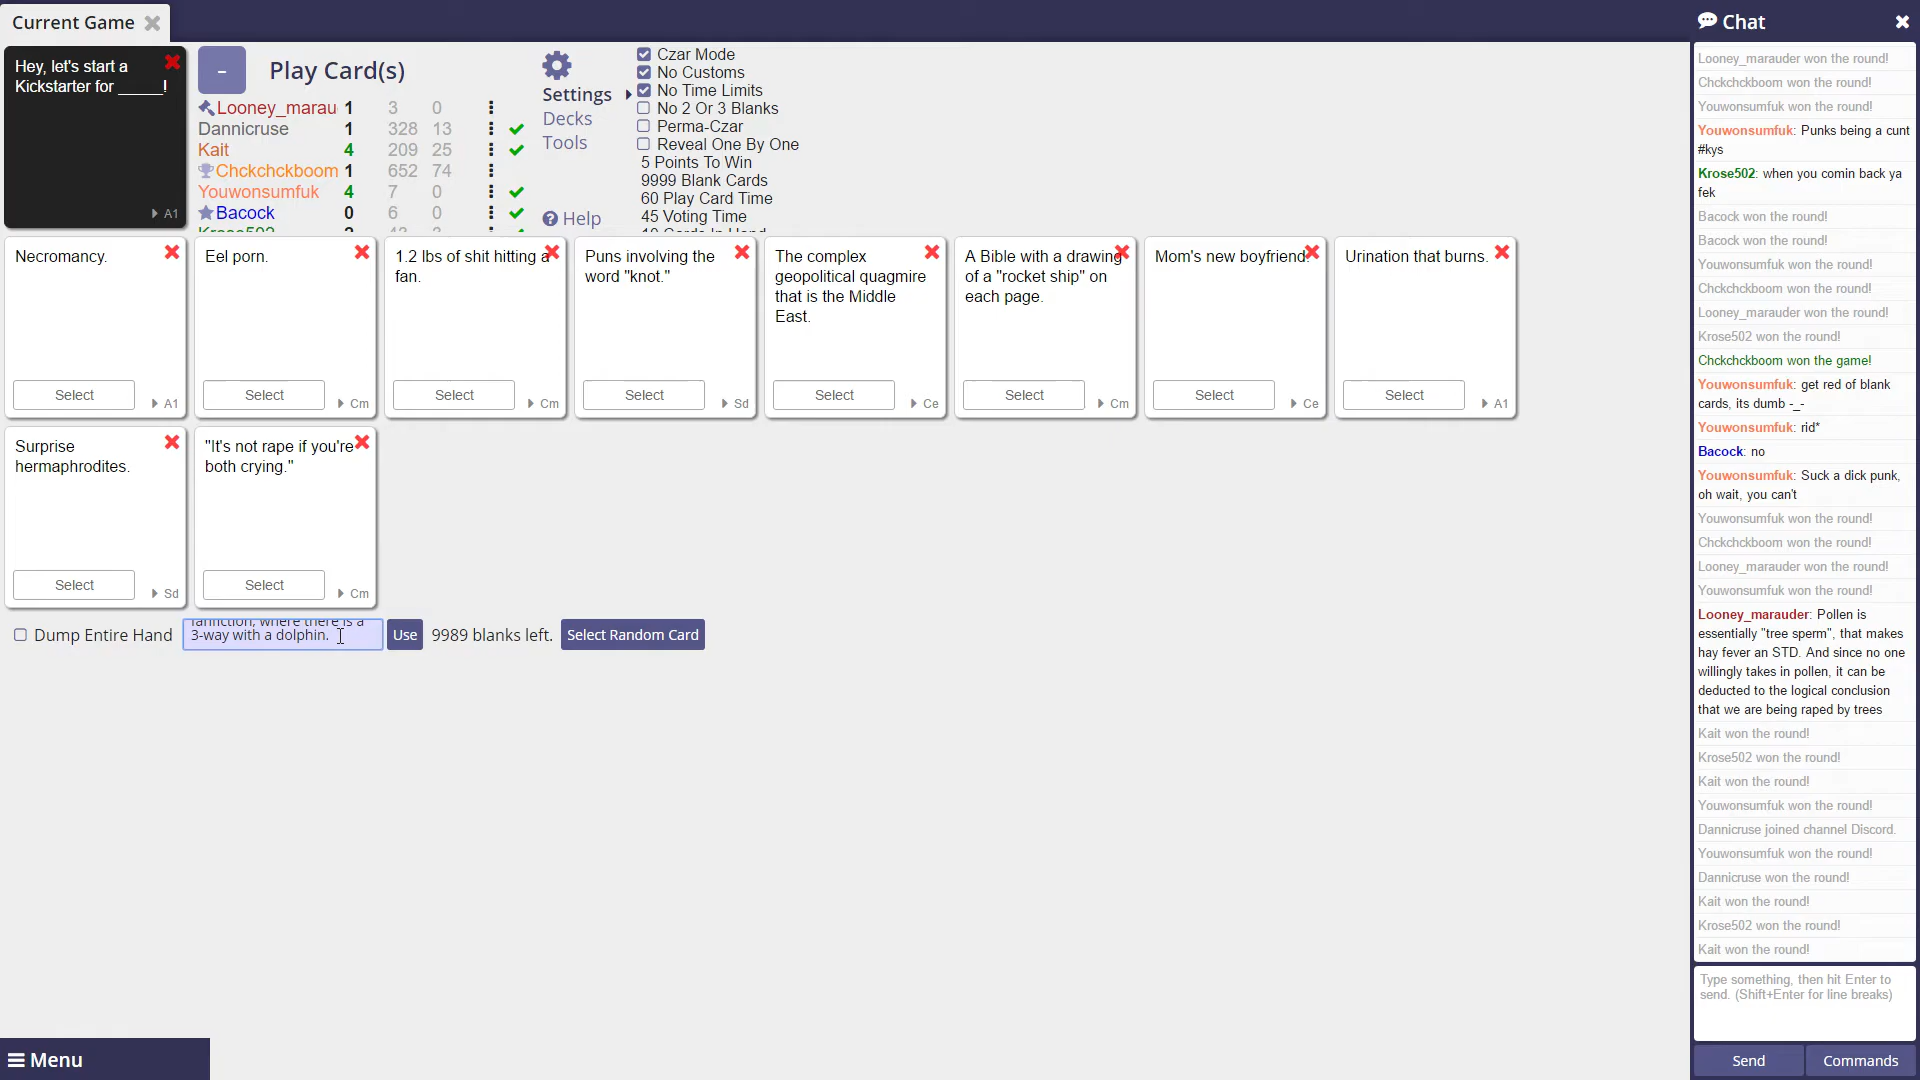 Current Game
Hey, let's start a
Kickstarter for _____!
A1
-
Play Card(s)
Looney_marau 1 3 0
Dannicruse 1 328 13
Kait 4 209 25
Chckchckboom 1 652 74
Youwonsumfuk 4 7 0
Bacock 0 6 0
Settings
Decks
Tools
Help
Czar Mode
No Customs
No Time Limits
No 2 Or 3 Blanks
Perma-Czar
Reveal One By One
5 Points To Win
9999 Blank Cards
60 Play Card Time
45 Voting Time
10 Cards In Hand
Necromancy.
Select
A1
Eel porn.
Select
Cm
1.2 lbs of shit hitting a
fan.
Select
Cm
Puns involving the
word "knot."
Select
Sd
The complex
geopolitical quagmire
that is the Middle
East.
Select
Ce
A Bible with a drawing
of a "rocket ship" on
each page.
Select
Cm
Mom's new boyfriend.
Select
Ce
Urination that burns.
Select
A1
Surprise
hermaphrodites.
Select
Sd
"It's not rape if you're
both crying."
Select
Cm
Dump Entire Hand
fanfiction, where there is a
3-way with a dolphin.
Use
9989 blanks left.
Select Random Card
Menu
Chat
Looney_marauder won the round!
Chckchckboom won the round!
Youwonsumfuk won the round!
Youwonsumfuk: Punks being a cunt
#kys
Krose502: when you comin back ya
fek
Bacock won the round!
Bacock won the round!
Youwonsumfuk won the round!
Chckchckboom won the round!
Looney_marauder won the round!
Krose502 won the round!
Chckchckboom won the game!
Youwonsumfuk: get red of blank
cards, its dumb -_-
Youwonsumfuk: rid*
Bacock: no
Youwonsumfuk: Suck a dick punk,
oh wait, you can't
Youwonsumfuk won the round!
Chckchckboom won the round!
Looney_marauder won the round!
Youwonsumfuk won the round!
Looney_marauder: Pollen is
essentially "tree sperm", that makes
hay fever an STD. And since no one
willingly takes in pollen, it can be
deducted to the logical conclusion
that we are being raped by trees
Kait won the round!
Krose502 won the round!
Kait won the round!
Youwonsumfuk won the round!
Dannicruse joined channel Discord.
Youwonsumfuk won the round!
Dannicruse won the round!
Kait won the round!
Krose502 won the round!
Kait won the round!
Type something, then hit Enter to
send. (Shift+Enter for line breaks)
Send
Commands